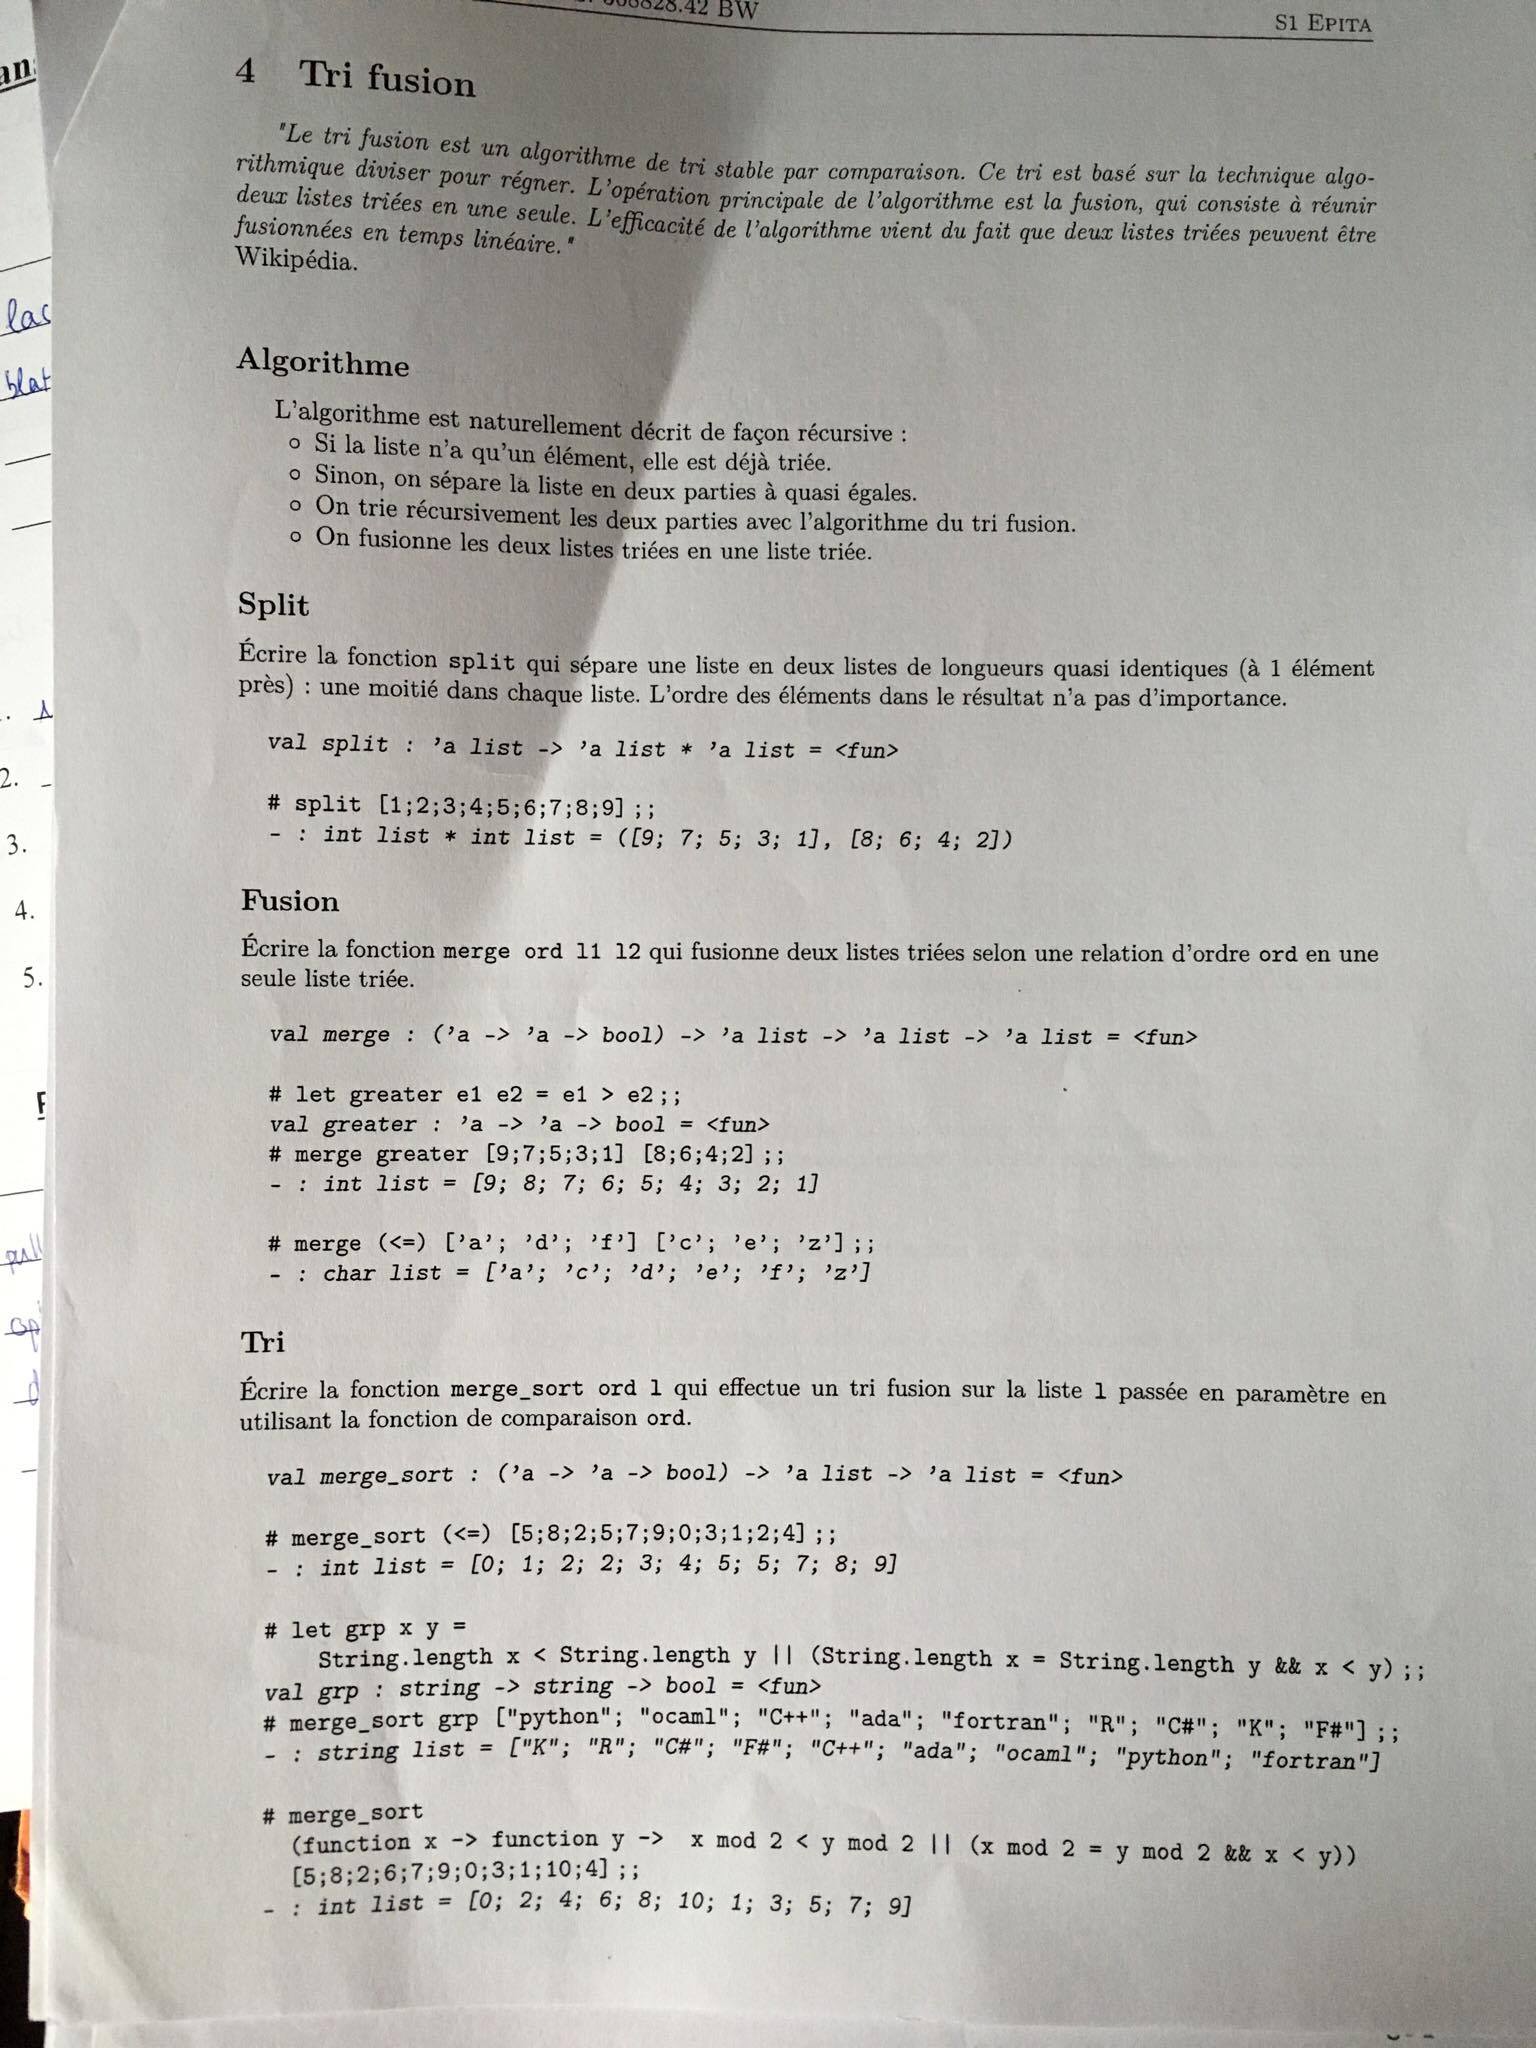 828.42 BW
S1 EPITA
4 Tri fusion
"Le tri fusion est un algorithme de tri stable par comparaison. Ce tri est basé sur la technique algo-
rithmique diviser pour régner. L'opération principale de l'algorithme est la fusion, qui consiste à réunir
deux listes triées en une seule. L'efficacité de l'algorithme vient du fait que deux listes triées peuvent être
fusionnées en temps linéaire."
Wikipédia.
Algorithme
L'algorithme est naturellement décrit de façon récursive :
∘ Si la liste n'a qu'un élément, elle est déjà triée.
∘ Sinon, on sépare la liste en deux parties à quasi égales.
∘ On trie récursivement les deux parties avec l'algorithme du tri fusion.
∘ On fusionne les deux listes triées en une liste triée.
Split
Écrire la fonction split qui sépare une liste en deux listes de longueurs quasi identiques (à 1 élément
près) : une moitié dans chaque liste. L'ordre des éléments dans le résultat n'a pas d'importance.
val split : 'a list -> 'a list * 'a list = <fun>
# split [1;2;3;4;5;6;7;8;9];;
- : int list * int list = ([9; 7; 5; 3; 1], [8; 6; 4; 2])
Fusion
Écrire la fonction merge ord l1 l2 qui fusionne deux listes triées selon une relation d'ordre ord en une
seule liste triée.
val merge : ('a -> 'a -> bool) -> 'a list -> 'a list -> 'a list = <fun>
# let greater e1 e2 = e1 > e2;;
val greater : 'a -> 'a -> bool = <fun>
# merge greater [9;7;5;3;1] [8;6;4;2];;
- : int list = [9; 8; 7; 6; 5; 4; 3; 2; 1]
# merge (<=) ['a'; 'd'; 'f'] ['c'; 'e'; 'z'];;
- : char list = ['a'; 'c'; 'd'; 'e'; 'f'; 'z']
Tri
Écrire la fonction merge_sort ord l qui effectue un tri fusion sur la liste l passée en paramètre en
utilisant la fonction de comparaison ord.
val merge_sort : ('a -> 'a -> bool) -> 'a list -> 'a list = <fun>
# merge_sort (<=) [5;8;2;5;7;9;0;3;1;2;4];;
- : int list = [0; 1; 2; 2; 3; 4; 5; 5; 7; 8; 9]
# let grp x y =
String.length x < String.length y || (String.length x = String.length y && x < y);;
val grp : string -> string -> bool = <fun>
# merge_sort grp ["python"; "ocaml"; "C++"; "ada"; "fortran"; "R"; "C#"; "K"; "F#"];;
- : string list = ["K"; "R"; "C#"; "F#"; "C++"; "ada"; "ocaml"; "python"; "fortran"]
# merge_sort
(function x -> function y -> x mod 2 < y mod 2 || (x mod 2 = y mod 2 && x < y))
[5;8;2;6;7;9;0;3;1;10;4];;
- : int list = [0; 2; 4; 6; 8; 10; 1; 3; 5; 7; 9]
2.
3.
4.
5.